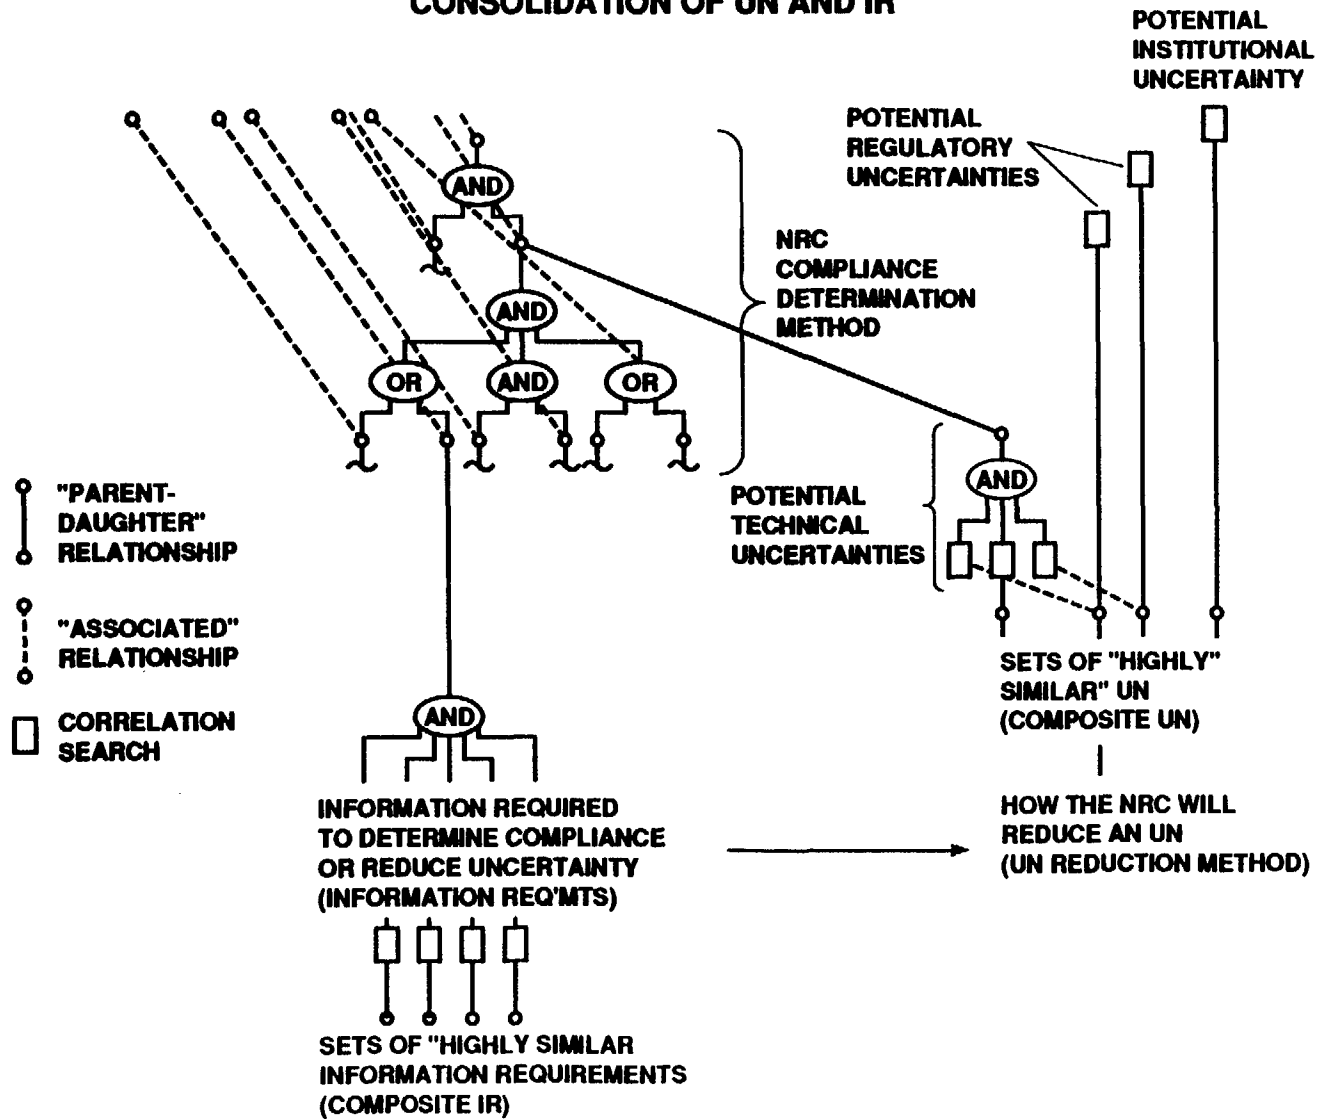 CONSOLIDATION OF UN AND IR
POTENTIAL
INSTITUTIONAL
UNCERTAINTY
POTENTIAL
REGULATORY
UNCERTAINTIES
AND
NRC
COMPLIANCE
DETERMINATION
METHOD
AND
OR
AND
OR
"PARENT-
DAUGHTER"
RELATIONSHIP
"ASSOCIATED"
RELATIONSHIP
CORRELATION
SEARCH
POTENTIAL
TECHNICAL
UNCERTAINTIES
AND
SETS OF "HIGHLY"
SIMILAR" UN
(COMPOSITE UN)
HOW THE NRC WILL
REDUCE AN UN
(UN REDUCTION METHOD)
AND
INFORMATION REQUIRED
TO DETERMINE COMPLIANCE
OR REDUCE UNCERTAINTY
(INFORMATION REQ'MTS)
SETS OF "HIGHLY SIMILAR
INFORMATION REQUIREMENTS
(COMPOSITE IR)